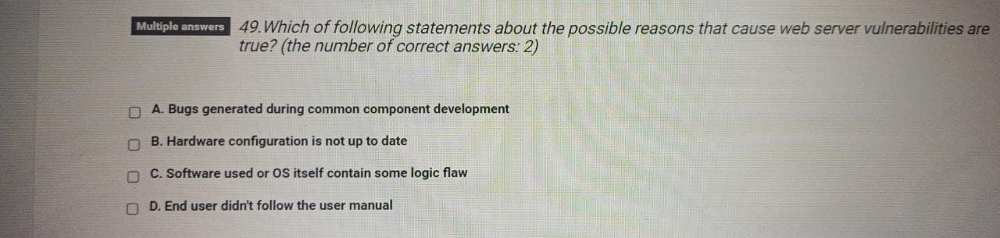 Multiple answers 49.Which of following statements about the possible reasons that cause web server vulnerabilities are
true? (the number of correct answers: 2)
A. Bugs generated during common component development
B. Hardware configuration is not up to date
C. Software used or OS itself contain some logic flaw
D. End user didn't follow the user manual